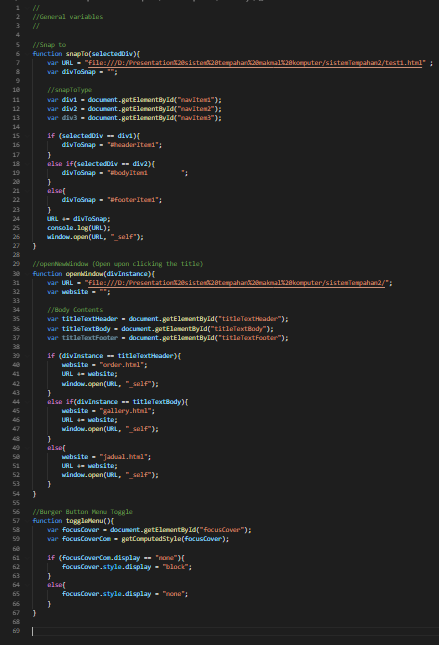 1 //
2 //General variables
3 //
4
5 //Snap to
6 function snapTo(selectedDiv){
7 var URL = "file:///D:/Presentation%20sistem%20tempahan%20makmal%20komputer/sistemTempahan2/test1.html" ;
8 var divToSnap = "";
9
10 //snapToType
11 var div1 = document.getElementById("navItem1");
12 var div2 = document.getElementById("navItem2");
13 var div3 = document.getElementById("navItem3");
14
15 if (selectedDiv == div1){
16 divToSnap = "#headerItem1";
17 }
18 else if(selectedDiv == div2){
19 divToSnap = "#bodyItem1 ";
20 }
21 else{
22 divToSnap = "#footerItem1";
23 }
24 URL += divToSnap;
25 console.log(URL);
26 window.open(URL, "_self");
27 }
28
29 //openNewWindow (Open upon clicking the title)
30 function openWindow(divInstance){
31 var URL = "file:///D:/Presentation%20sistem%20tempahan%20makmal%20komputer/sistemTempahan2/";
32 var website = "";
33
34 //Body Contents
35 var titleTextHeader = document.getElementById("titleTextHeader");
36 var titleTextBody = document.getElementById("titleTextBody");
37 var titleTextFooter = document.getElementById("titleTextFooter");
38
39 if (divInstance == titleTextHeader){
40 website = "order.html";
41 URL += website;
42 window.open(URL, "_self");
43 }
44 else if(divInstance == titleTextBody){
45 website = "gallery.html";
46 URL += website;
47 window.open(URL, "_self");
48 }
49 else{
50 website = "jadual.html";
51 URL += website;
52 window.open(URL, "_self");
53 }
54 }
55
56 //Burger Button Menu Toggle
57 function toggleMenu(){
58 var focusCover = document.getElementById("focusCover");
59 var focusCoverCom = getComputedStyle(focusCover);
60
61 if (focusCoverCom.display == "none"){
62 focusCover.style.display = "block";
63 }
64 else{
65 focusCover.style.display = "none";
66 }
67 }
68
69